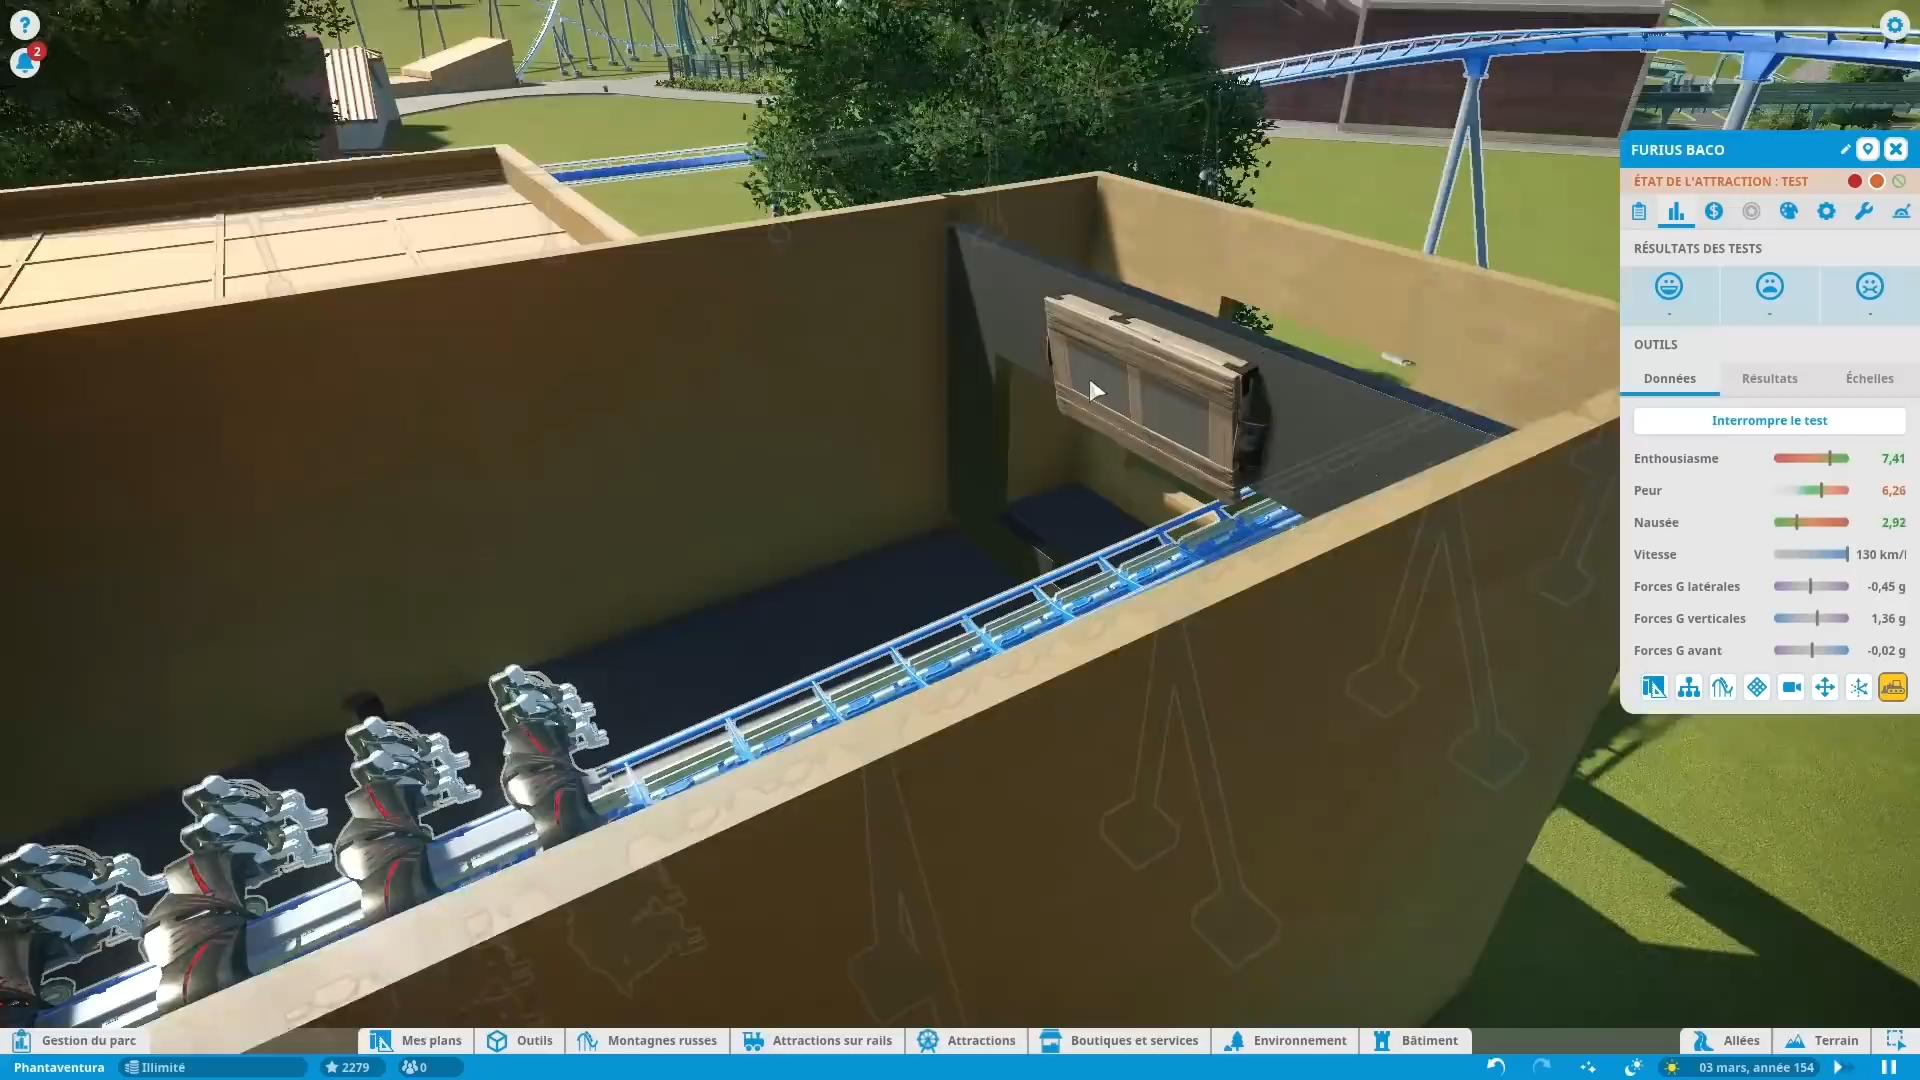 ?
2
FURIUS BACO
ÉTAT DE L'ATTRACTION : TEST
RÉSULTATS DES TESTS
- - -
OUTILS
Données Résultats Échelles
Interrompre le test
Enthousiasme 7,41
Peur 6,26
Nausée 2,92
Vitesse 130 km/
Forces G latérales -0,45 g
Forces G verticales 1,36 g
Forces G avant -0,02 g
Gestion du parc Mes plans Outils Montagnes russes Attractions sur rails Attractions Boutiques et services Environnement Bâtiment Allées Terrain
Phantaventura Illimité 2279 0 03 mars, année 154